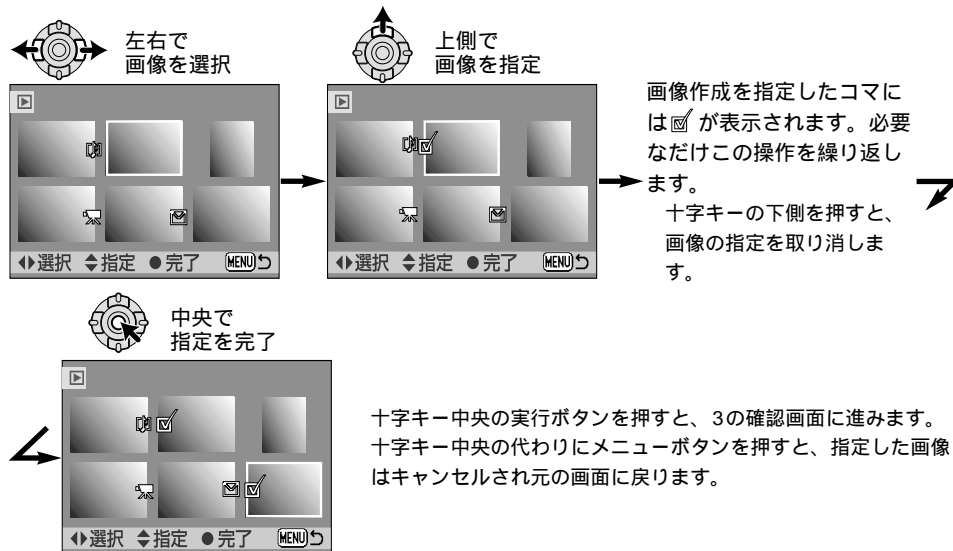 左右で
画像を選択
上側で
画像を指定
選択 指定 完了 MENU
選択 指定 完了 MENU
画像作成を指定したコマに
は が表示されます。必要
なだけこの操作を繰り返し
ます。
十字キーの下側を押すと、
画像の指定を取り消しま
す。
中央で
指定を完了
選択 指定 完了 MENU
十字キー中央の実行ボタンを押すと、3の確認画面に進みます。
十字キー中央の代わりにメニューボタンを押すと、指定した画像
はキャンセルされ元の画面に戻ります。